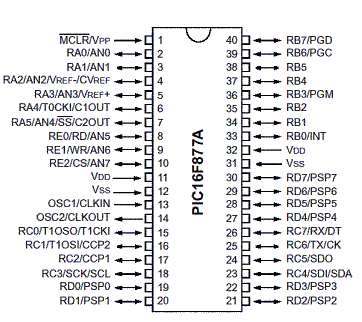 MCLR/VPP 1 40 RB7/PGD
RA0/AN0 2 39 RB6/PGC
RA1/AN1 3 38 RB5
RA2/AN2/VREF-/CVREF 4 37 RB4
RA3/AN3/VREF+ 5 36 RB3/PGM
RA4/T0CKI/C1OUT 6 35 RB2
RA5/AN4/SS/C2OUT 7 34 RB1
RE0/RD/AN5 8 33 RB0/INT
RE1/WR/AN6 9 32 VDD
RE2/CS/AN7 10 31 VSS
VDD 11 30 RD7/PSP7
VSS 12 29 RD6/PSP6
OSC1/CLKIN 13 28 RD5/PSP5
OSC2/CLKOUT 14 27 RD4/PSP4
RC0/T1OSO/T1CKI 15 26 RC7/RX/DT
RC1/T1OSI/CCP2 16 25 RC6/TX/CK
RC2/CCP1 17 24 RC5/SDO
RC3/SCK/SCL 18 23 RC4/SDI/SDA
RD0/PSP0 19 22 RD3/PSP3
RD1/PSP1 20 21 RD2/PSP2
PIC16F877A